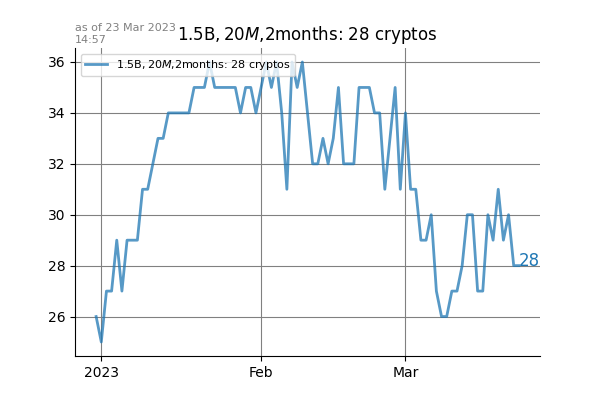 as of 23 Mar 2023
14:57
1.5B, 20M,2months: 28 cryptos
1.5B, 20M,2months: 28 cryptos
36
34
32
30
28
26
28
2023
Feb
Mar